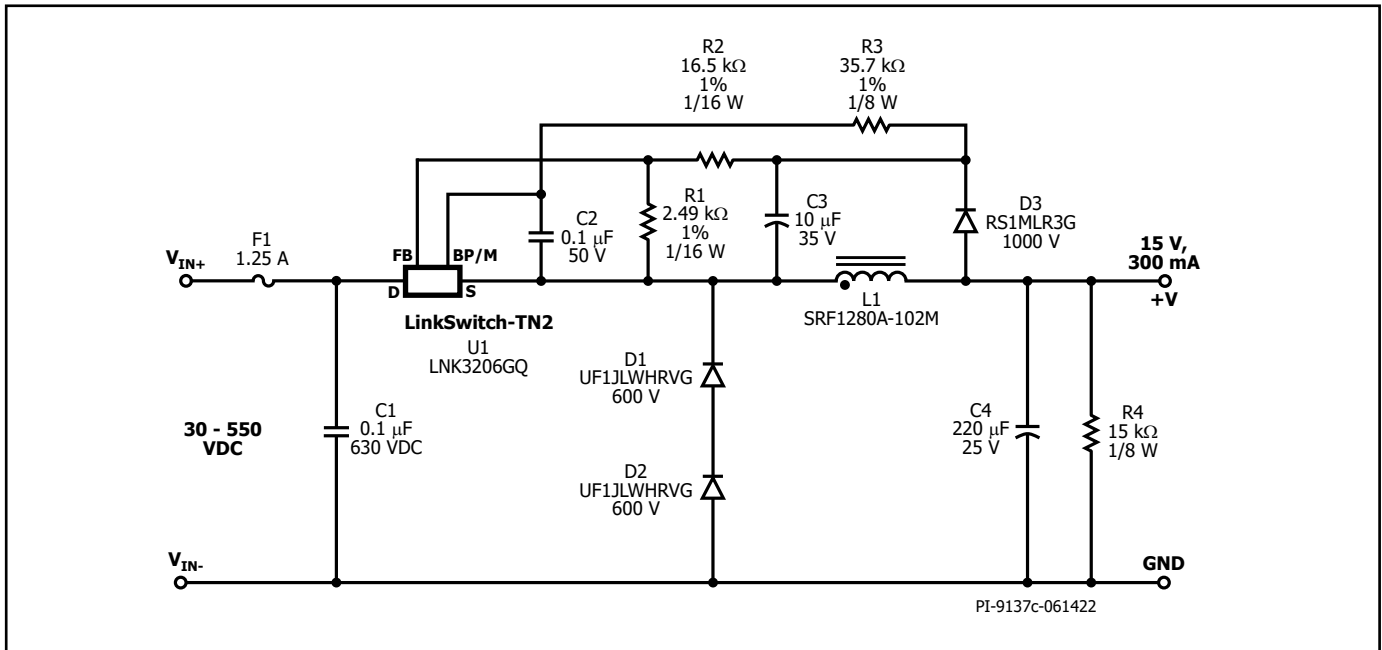 R2
16.5 kΩ
1%
1/16 W
R3
35.7 kΩ
1%
1/8 W
F1
1.25 A
V_IN+
FB
BP/M
D
S
C2
0.1 µF
50 V
R1
2.49 kΩ
1%
1/16 W
C3
10 µF
35 V
D3
RS1MLR3G
1000 V
15 V,
300 mA
+V
LinkSwitch-TN2
U1
LNK3206GQ
L1
SRF1280A-102M
30 - 550
VDC
C1
0.1 µF
630 VDC
D1
UF1JLWHRVG
600 V
D2
UF1JLWHRVG
600 V
C4
220 µF
25 V
R4
15 kΩ
1/8 W
V_IN-
GND
PI-9137c-061422